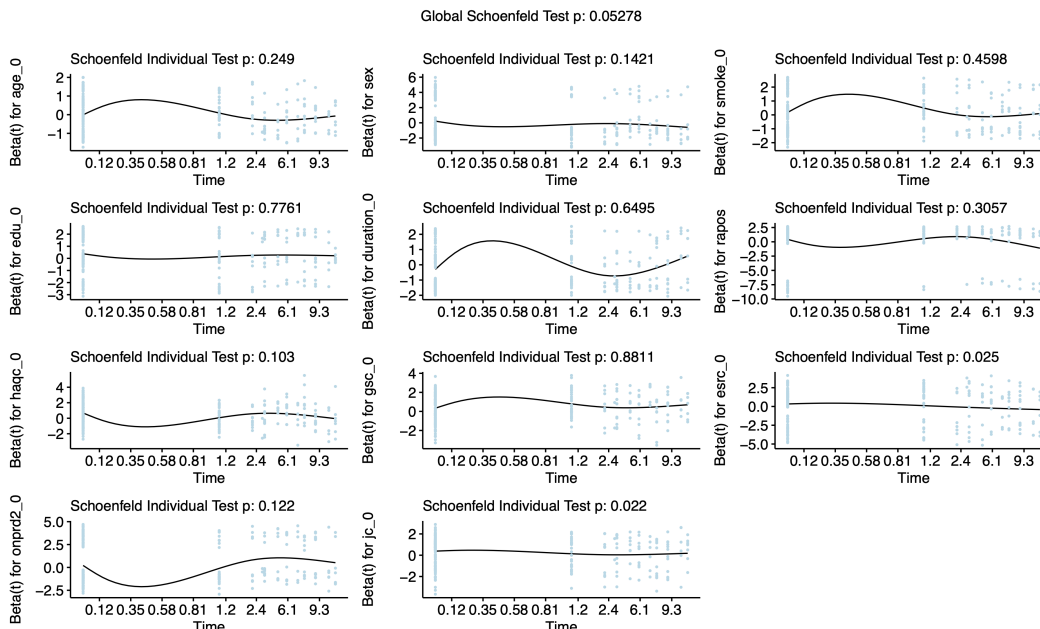 Global Schoenfeld Test p: 0.05278
Schoenfeld Individual Test p: 0.249
Beta(t) for age_0
2
1
0
−1
0.12 0.35 0.58 0.81 1.2 2.4 6.1 9.3
Time
Schoenfeld Individual Test p: 0.1421
Beta(t) for sex
6
4
2
0
−2
0.12 0.35 0.58 0.81 1.2 2.4 6.1 9.3
Time
Schoenfeld Individual Test p: 0.4598
Beta(t) for smoke_0
2
1
0
−1
−2
0.12 0.35 0.58 0.81 1.2 2.4 6.1 9.3
Time
Schoenfeld Individual Test p: 0.7761
Beta(t) for edu_0
2
1
0
−1
−2
−3
0.12 0.35 0.58 0.81 1.2 2.4 6.1 9.3
Time
Schoenfeld Individual Test p: 0.6495
Beta(t) for duration_0
2
1
0
−1
−2
0.12 0.35 0.58 0.81 1.2 2.4 6.1 9.3
Time
Schoenfeld Individual Test p: 0.3057
Beta(t) for rapos
2.5
0.0
−2.5
−5.0
−7.5
−10.0
0.12 0.35 0.58 0.81 1.2 2.4 6.1 9.3
Time
Schoenfeld Individual Test p: 0.103
Beta(t) for haqc_0
4
2
0
−2
0.12 0.35 0.58 0.81 1.2 2.4 6.1 9.3
Time
Schoenfeld Individual Test p: 0.8811
Beta(t) for gsc_0
4
2
0
−2
0.12 0.35 0.58 0.81 1.2 2.4 6.1 9.3
Time
Schoenfeld Individual Test p: 0.025
Beta(t) for esrc_0
2.5
0.0
−2.5
−5.0
0.12 0.35 0.58 0.81 1.2 2.4 6.1 9.3
Time
Schoenfeld Individual Test p: 0.122
Beta(t) for onprd2_0
5.0
2.5
0.0
−2.5
0.12 0.35 0.58 0.81 1.2 2.4 6.1 9.3
Time
Schoenfeld Individual Test p: 0.022
Beta(t) for jc_0
2
0
−2
0.12 0.35 0.58 0.81 1.2 2.4 6.1 9.3
Time